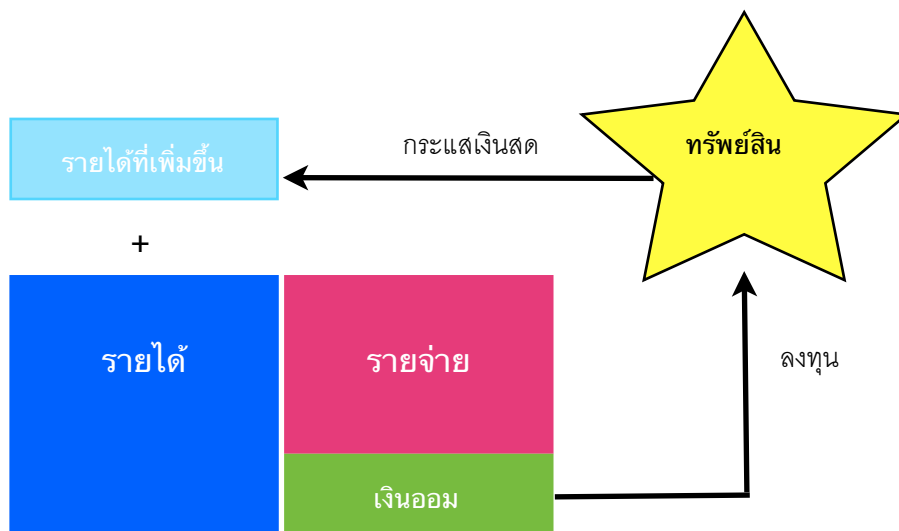 กระแสเงินสด
ทรัพย์สิน
รายได้ที่เพิ่มขึ้น
+
รายได้
รายจ่าย
ลงทุน
เงินออม